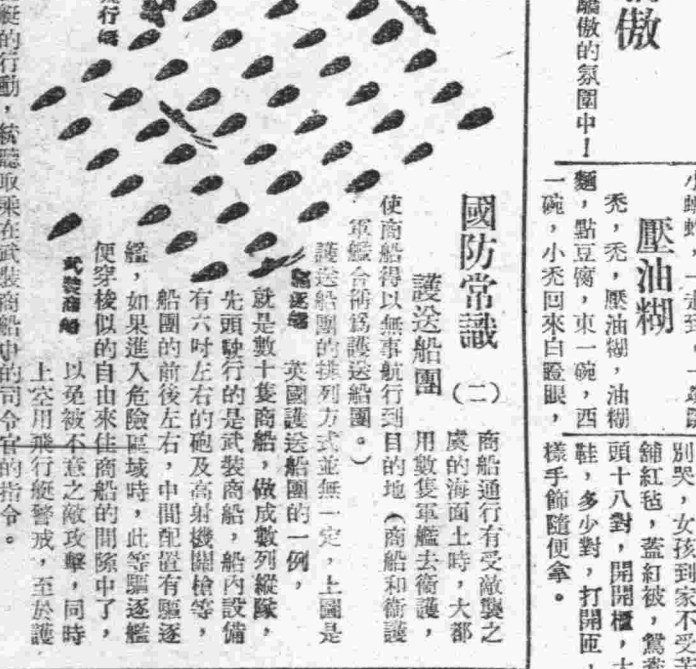 傲
驕傲的氛圍中！
壓油糊
禿，禿，壓油糊，油糊
麵，點豆腐，東一碗，西
一碗，小禿回來白瞪眼，
別哭，女孩到家不受
舖紅毡，蓋紅被，鴛鴦
頭十八對，開開櫃，
鞋，多少對，打開匣
樣手飾隨便拿。
國防常識（二）
護送船團
商船通行有受敵襲之
處的海面上時，大都
用數隻軍艦去衛護，
使商船得以無事航行到目的地（商船和衛護
軍艦合稱爲護送船團。）
護送船團的排列方式並無一定，上圖是
英國護送船團的一例，
就是數十隻商船，做成數列縱隊，
先頭駛行的是武裝商船，船內設備
有六吋左右的砲及高射機關槍等，
船團的前後左右，中間配置有驅逐
艦，如果進入危險區域時，此等驅逐艦
便穿梭似的自由來往商船的間隙中了，
以免被不意之敵攻擊，同時
上空用飛行艇警戒，至於護
艇的行動，統聽取乘在武裝商船中的司令官的指令。
驅逐艦
武裝商船
行艇